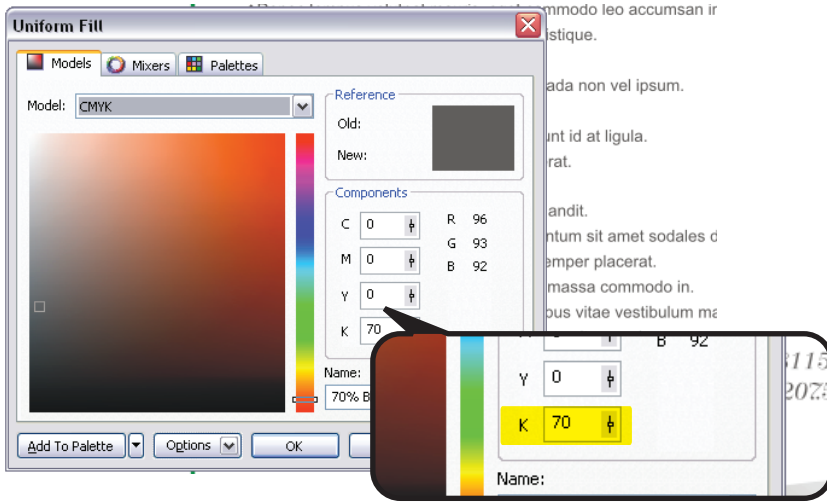 commodo leo accumsan
Uniform Fill
istique.
Models Mixers Palettes
ada non vel ipsum.
Model: CMYK
Reference
Old:
unt id at ligula.
New:
rat.
Components
andit.
C 0 R 96
G 93
ntum sit amet sodales
M 0 B 92
emper placerat.
Y 0
massa commodo in.
bus vitae vestibulum
K 70
B 92
Y 0
Name:
70% B
K 70
Add To Palette Options OK
Name: